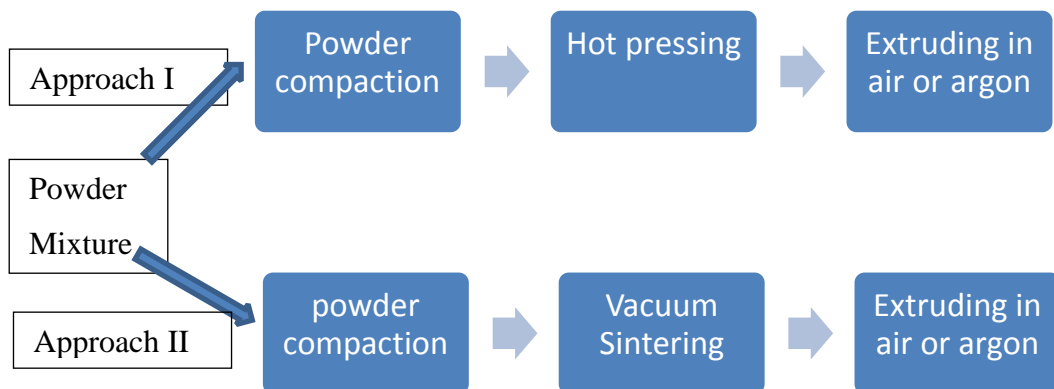 Approach I
Powder
compaction
Hot pressing
Extruding in
air or argon
Powder
Mixture
Approach II
powder
compaction
Vacuum
Sintering
Extruding in
air or argon